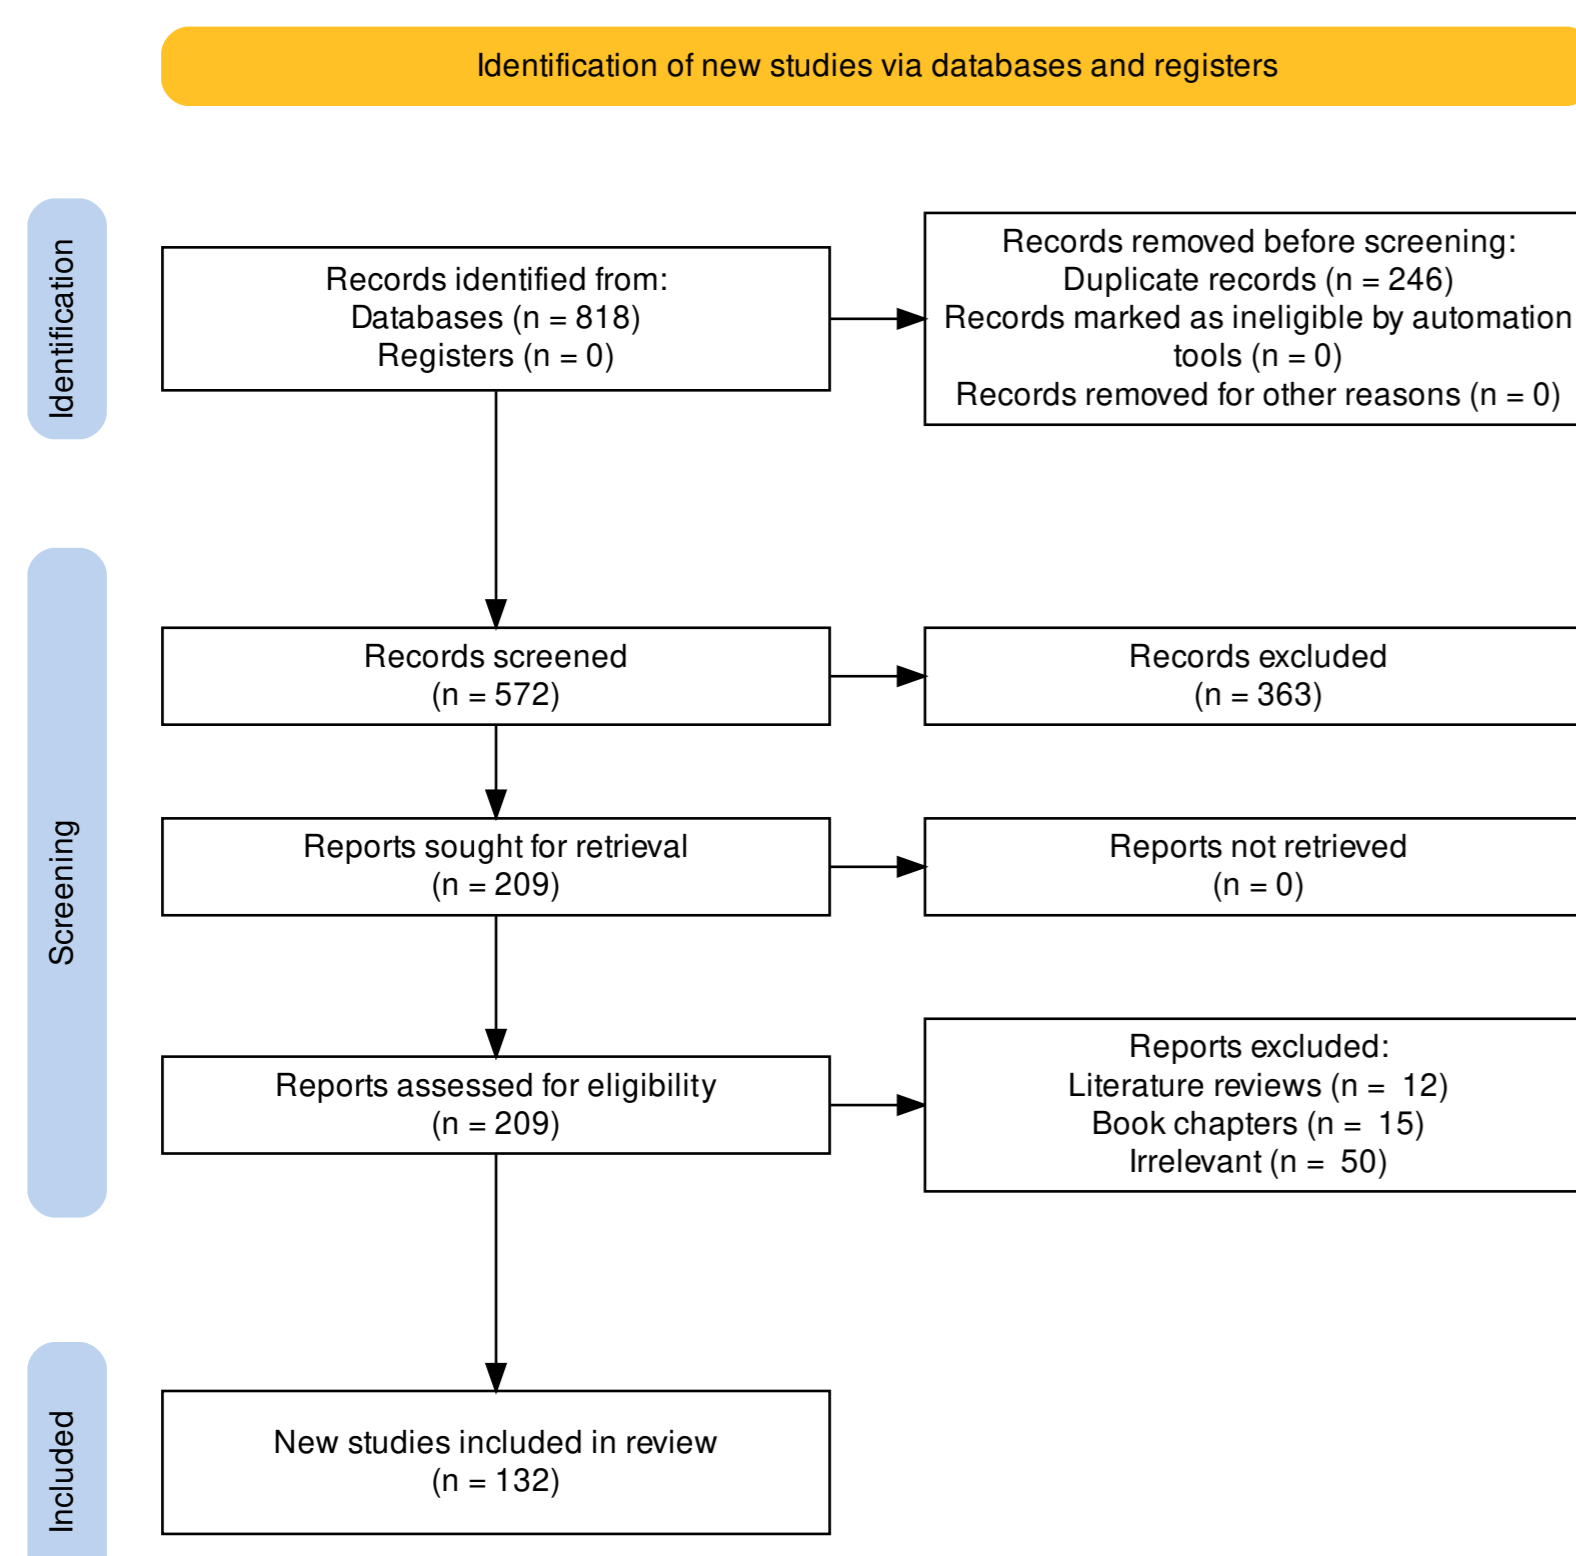 Identification of new studies via databases and registers
Identification
Records identified from:
Databases (n = 818)
Registers (n = 0)
Records removed before screening:
Duplicate records (n = 246)
Records marked as ineligible by automation
tools (n = 0)
Records removed for other reasons (n = 0)
Screening
Records screened
(n = 572)
Records excluded
(n = 363)
Reports sought for retrieval
(n = 209)
Reports not retrieved
(n = 0)
Reports assessed for eligibility
(n = 209)
Reports excluded:
Literature reviews (n =  12)
Book chapters (n =  15)
Irrelevant (n =  50)
Included
New studies included in review
(n = 132)